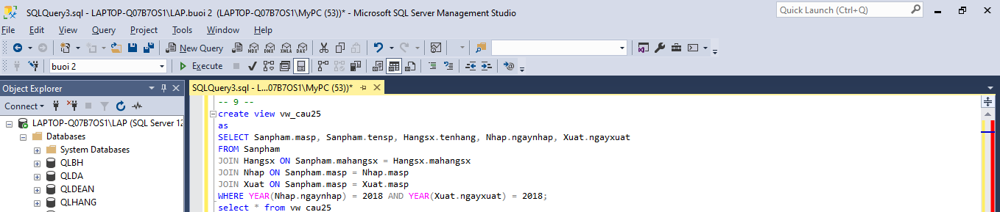 SQLQuery3.sql - LAPTOP-Q07B7OS1\LAP.buoi 2 (LAPTOP-Q07B7OS1\MyPC (53))* - Microsoft SQL Server Management Studio
Quick Launch (Ctrl+Q)
File Edit View Query Project Tools Window Help
New Query MDX DMX XMLA DAX
buoi 2 Execute
Object Explorer
SQLQuery3.sql - L...07B7OS1\MyPC (53))*
Connect
LAPTOP-Q07B7OS1\LAP (SQL Server 12
Databases
System Databases
QLBH
QLDA
QLDEAN
QLHANG
-- 9 --
create view vw_cau25
as
SELECT Sanpham.masp, Sanpham.tensp, Hangsx.tenhang, Nhap.ngaynhap, Xuat.ngayxuat
FROM Sanpham
JOIN Hangsx ON Sanpham.mahangsx = Hangsx.mahangsx
JOIN Nhap ON Sanpham.masp = Nhap.masp
JOIN Xuat ON Sanpham.masp = Xuat.masp
WHERE YEAR(Nhap.ngaynhap) = 2018 AND YEAR(Xuat.ngayxuat) = 2018;
select * from vw_cau25